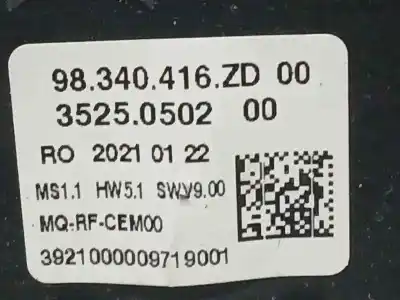 98.340.416.ZD 00
3525.0502 00
RO 2021 01 22
MS1.1 HW5.1 SW.V9.00
MQ-RF-CEM00
3921000009719001